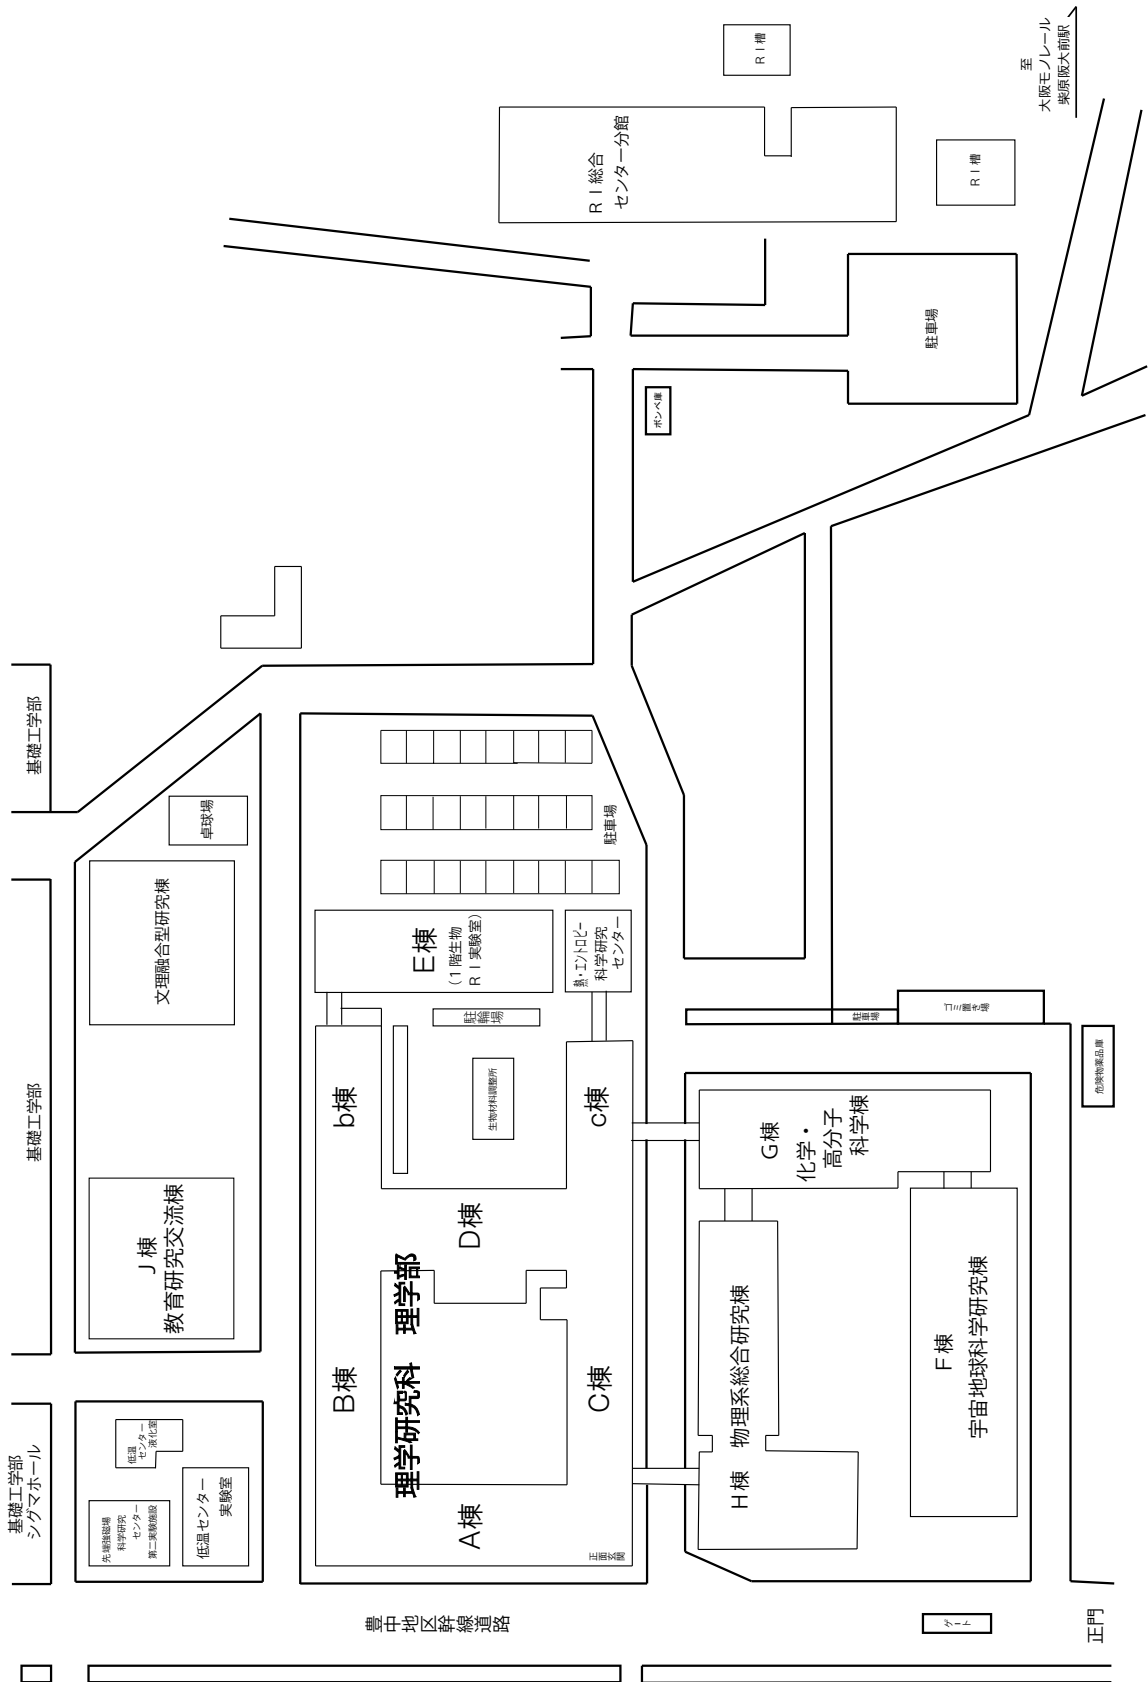 至
大阪モノレール
柴原阪大前駅
ＲＩ槽
ＲＩ総合
センター分館
ＲＩ槽
駐車場
ボンベ庫
基礎工学部
卓球場
文理融合型研究棟
駐車場
E棟
(1階生物
ＲＩ実験室)
熱・エントロピー
科学研究
センター
駐輪場
生物材料調整所
駐車場
ゴミ置き場
危険物薬品庫
基礎工学部
b棟
c棟
G棟
化学・
高分子
科学棟
J棟
教育研究交流棟
D棟
理学研究科　理学部
B棟
C棟
A棟
正面玄関
物理系総合研究棟
H棟
F棟
宇宙地球科学研究棟
基礎工学部
シグマホール
低温
センター
液化室
先端強磁場
科学研究
センター
第二実験施設
低温センター
実験室
豊中地区幹線道路
ゲート
正門